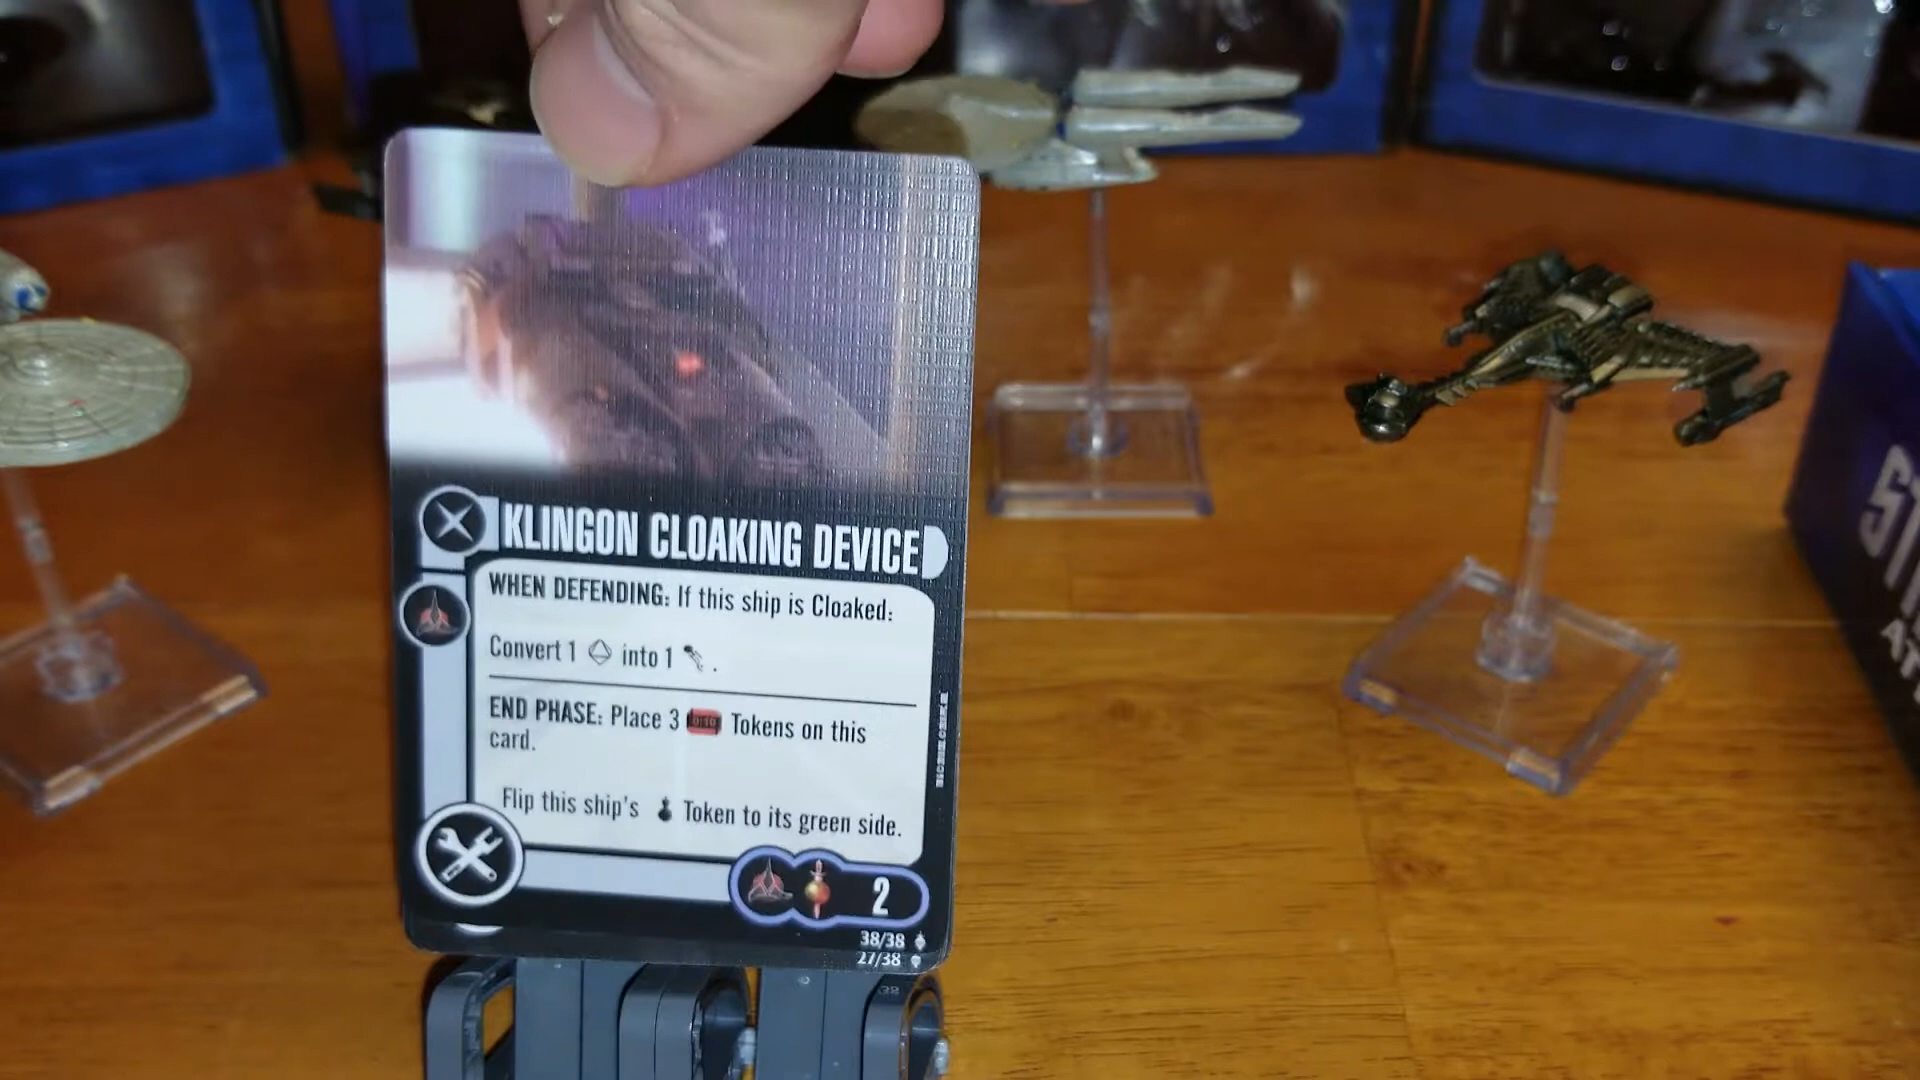 KLINGON CLOAKING DEVICE
WHEN DEFENDING: If this ship is Cloaked:
Convert 1 into 1 .
END PHASE: Place 3 Tokens on this
card.
Flip this ship's Token to its green side.
2
38/38
27/38